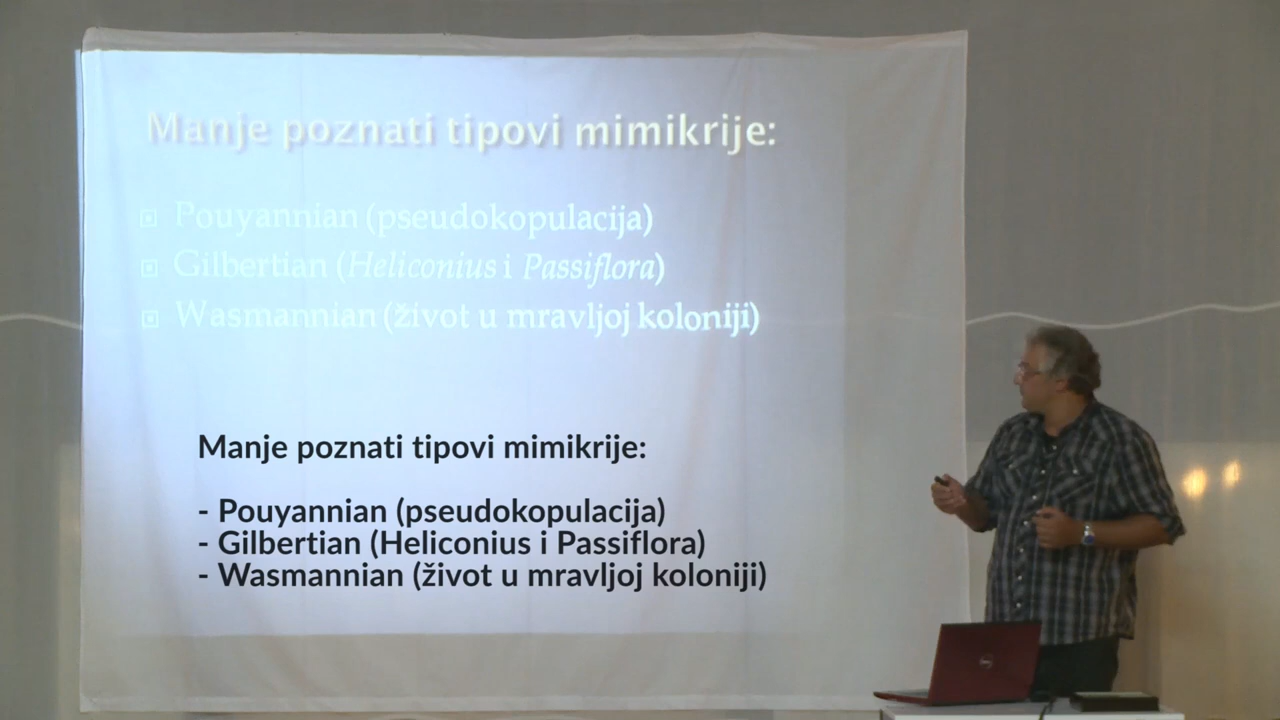 Manje poznati tipovi mimikrije:
Pouyannian (pseudokopulacija)
Gilbertian (Heliconius i Passiflora)
Wasmannian (život u mravljoj koloniji)
Manje poznati tipovi mimikrije:
- Pouyannian (pseudokopulacija)
- Gilbertian (Heliconius i Passiflora)
- Wasmannian (život u mravljoj koloniji)